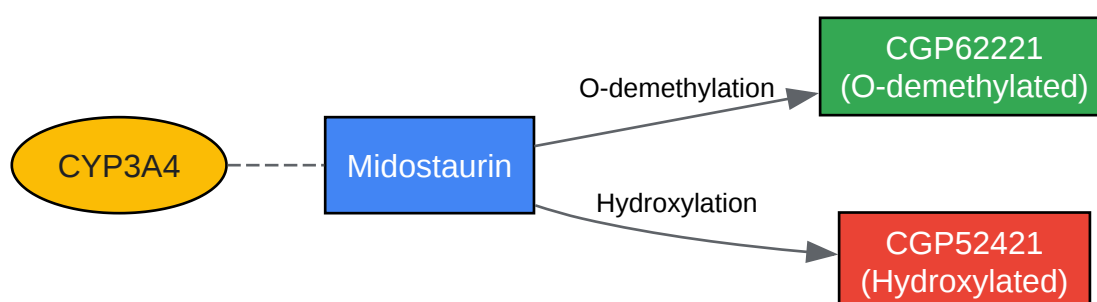 CYP3A4
Midostaurin
O-demethylation
CGP62221
(O-demethylated)
Hydroxylation
CGP52421
(Hydroxylated)